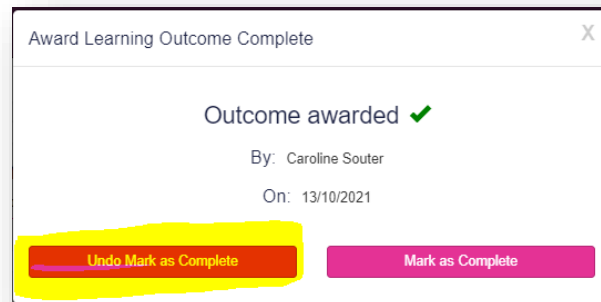 Award Learning Outcome Complete X
Outcome awarded ✔
By: Caroline Souter
On: 13/10/2021
Undo Mark as Complete Mark as Complete